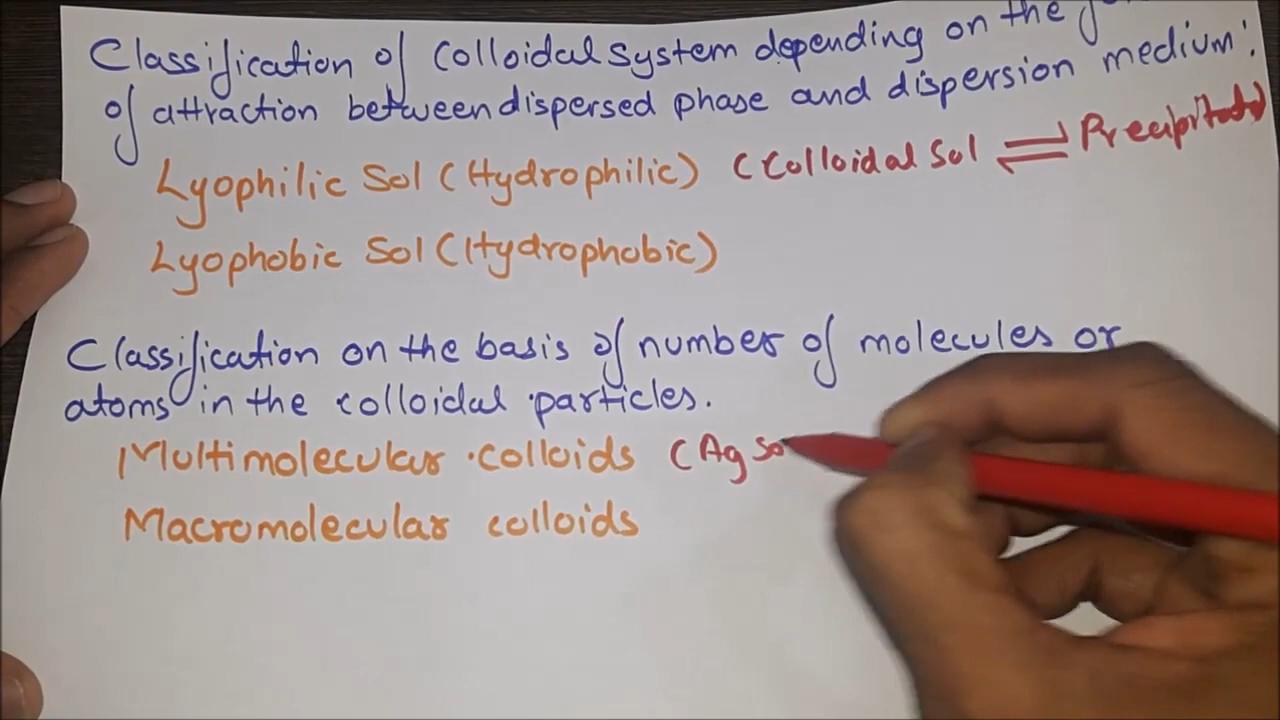 Classification of Colloidal System depending on the
of attraction between dispersed phase and dispersion medium:
Lyophilic Sol (Hydrophilic) (Colloidal Sol ⇌ Precipitate)
Lyophobic Sol (Hydrophobic)
Classification on the basis of number of molecules or
atoms in the colloidal particles.
Multimolecular colloids (Ag So
Macromolecular colloids